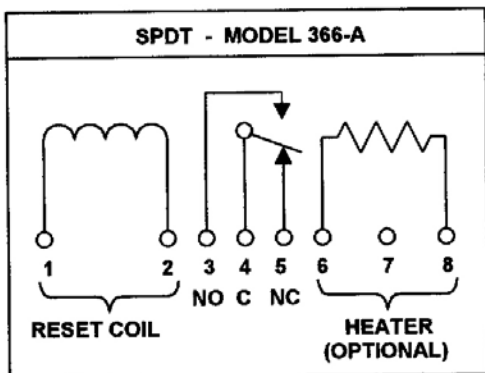 SPDT - MODEL 366-A
1 2 3 4 5 6 7 8
NO C NC
RESET COIL
HEATER
(OPTIONAL)